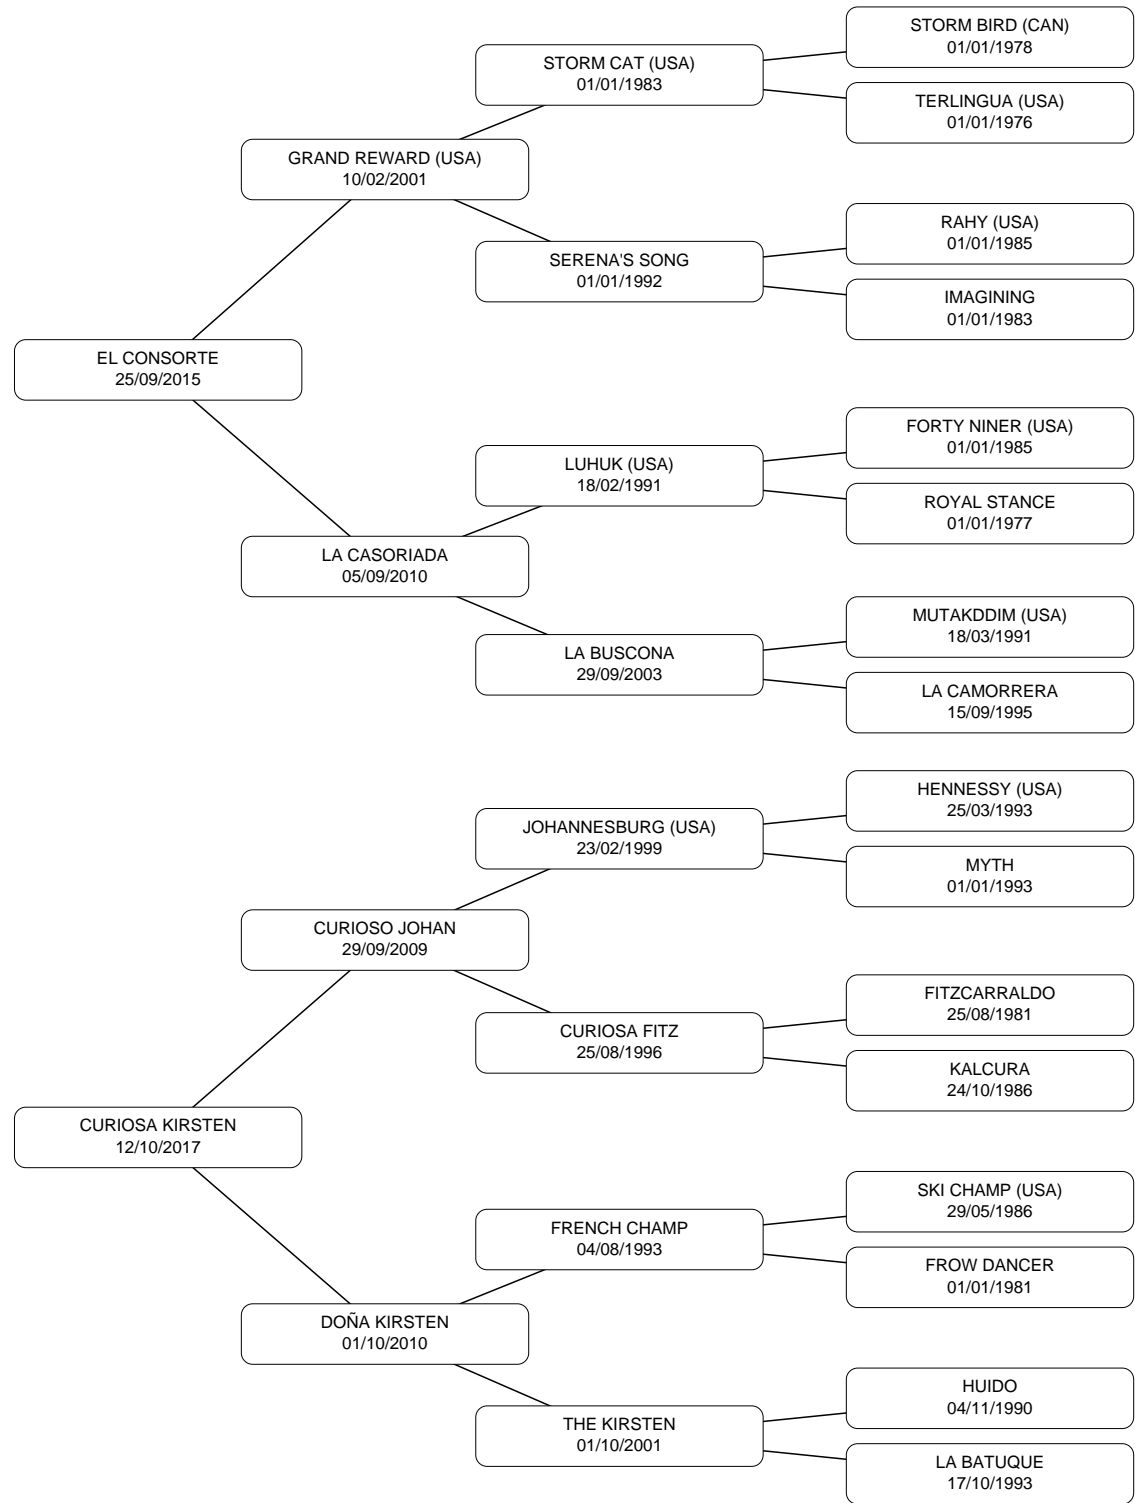 STORM BIRD (CAN)
01/01/1978
STORM CAT (USA)
01/01/1983
TERLINGUA (USA)
01/01/1976
GRAND REWARD (USA)
10/02/2001
RAHY (USA)
01/01/1985
SERENA'S SONG
01/01/1992
IMAGINING
01/01/1983
EL CONSORTE
25/09/2015
FORTY NINER (USA)
01/01/1985
LUHUK (USA)
18/02/1991
ROYAL STANCE
01/01/1977
LA CASORIADA
05/09/2010
MUTAKDDIM (USA)
18/03/1991
LA BUSCONA
29/09/2003
LA CAMORRERA
15/09/1995
HENNESSY (USA)
25/03/1993
JOHANNESBURG (USA)
23/02/1999
MYTH
01/01/1993
CURIOSO JOHAN
29/09/2009
FITZCARRALDO
25/08/1981
CURIOSA FITZ
25/08/1996
KALCURA
24/10/1986
CURIOSA KIRSTEN
12/10/2017
SKI CHAMP (USA)
29/05/1986
FRENCH CHAMP
04/08/1993
FROW DANCER
01/01/1981
DOÑA KIRSTEN
01/10/2010
HUIDO
04/11/1990
THE KIRSTEN
01/10/2001
LA BATUQUE
17/10/1993